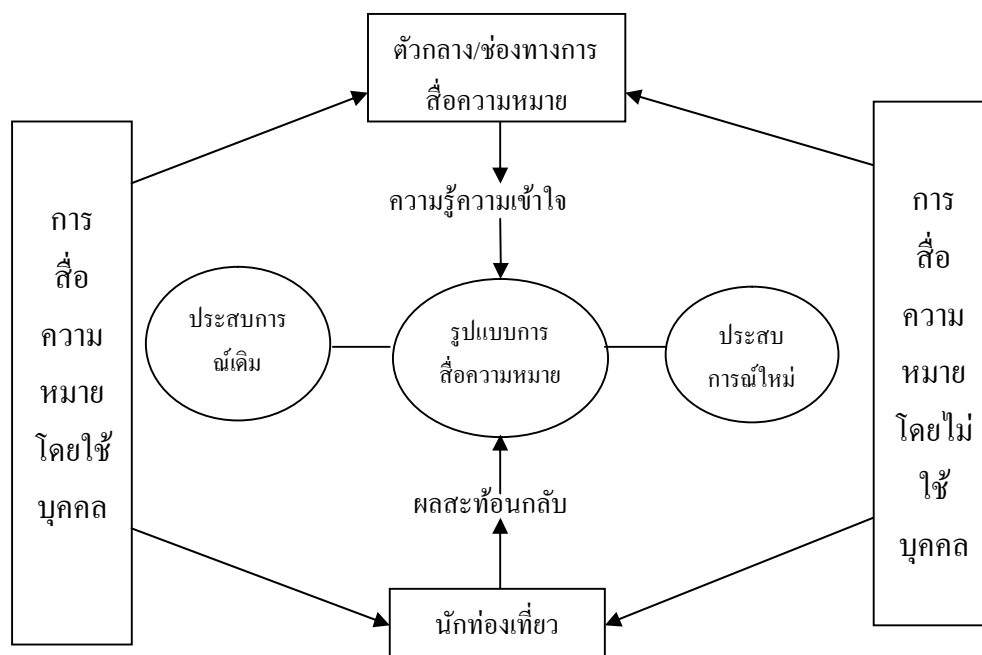 ตัวกลาง/ช่องทางการ
สื่อความหมาย
ความรู้ความเข้าใจ
การ
สื่อ
ความ
หมาย
โดยใช้
บุคคล
ประสบการ
ณ์เดิม
รูปแบบการ
สื่อความหมาย
ประสบ
การณ์ใหม่
การ
สื่อ
ความ
หมาย
โดยไม่
ใช้
บุคคล
ผลสะท้อนกลับ
นักท่องเที่ยว